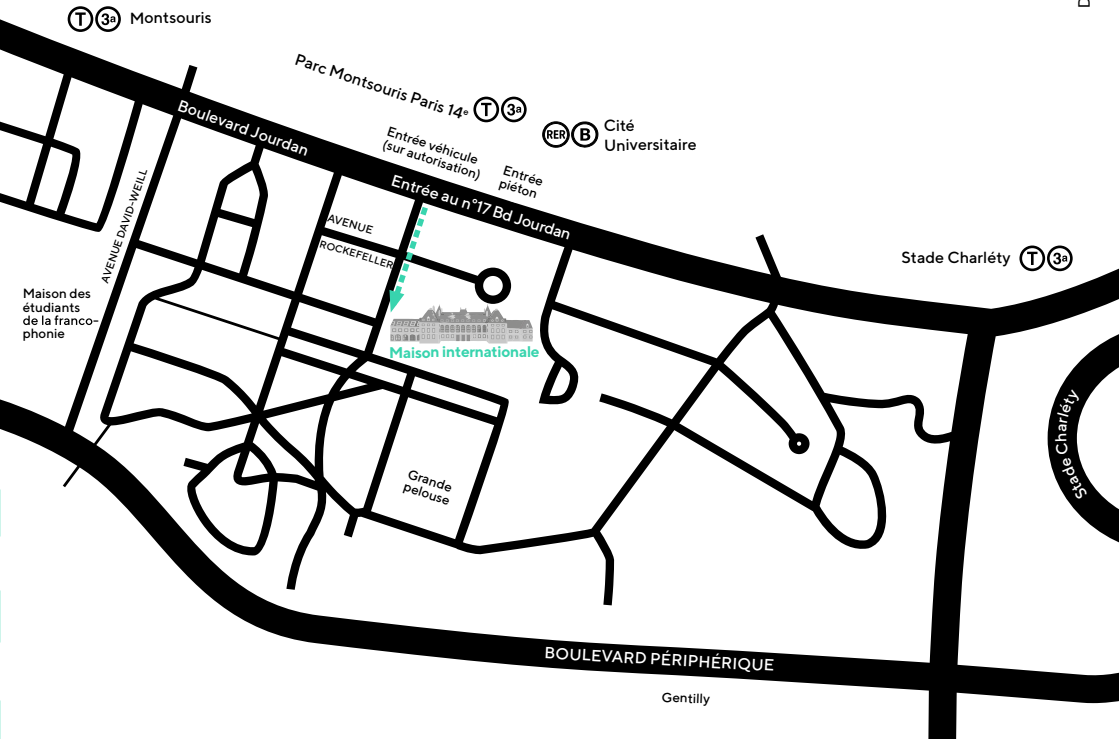 T 3a Montsouris
Parc Montsouris Paris 14e T 3a
RER B Cité
Universitaire
Boulevard Jourdan
Entrée véhicule
(sur autorisation)
Entrée
piéton
Entrée au n°17 Bd Jourdan
AVENUE DAVID-WEILL
AVENUE
ROCKEFELLER
Stade Charléty T 3a
Maison des
étudiants
de la franco-
phonie
Maison internationale
Stade Charléty
Grande
pelouse
BOULEVARD PÉRIPHÉRIQUE
Gentilly